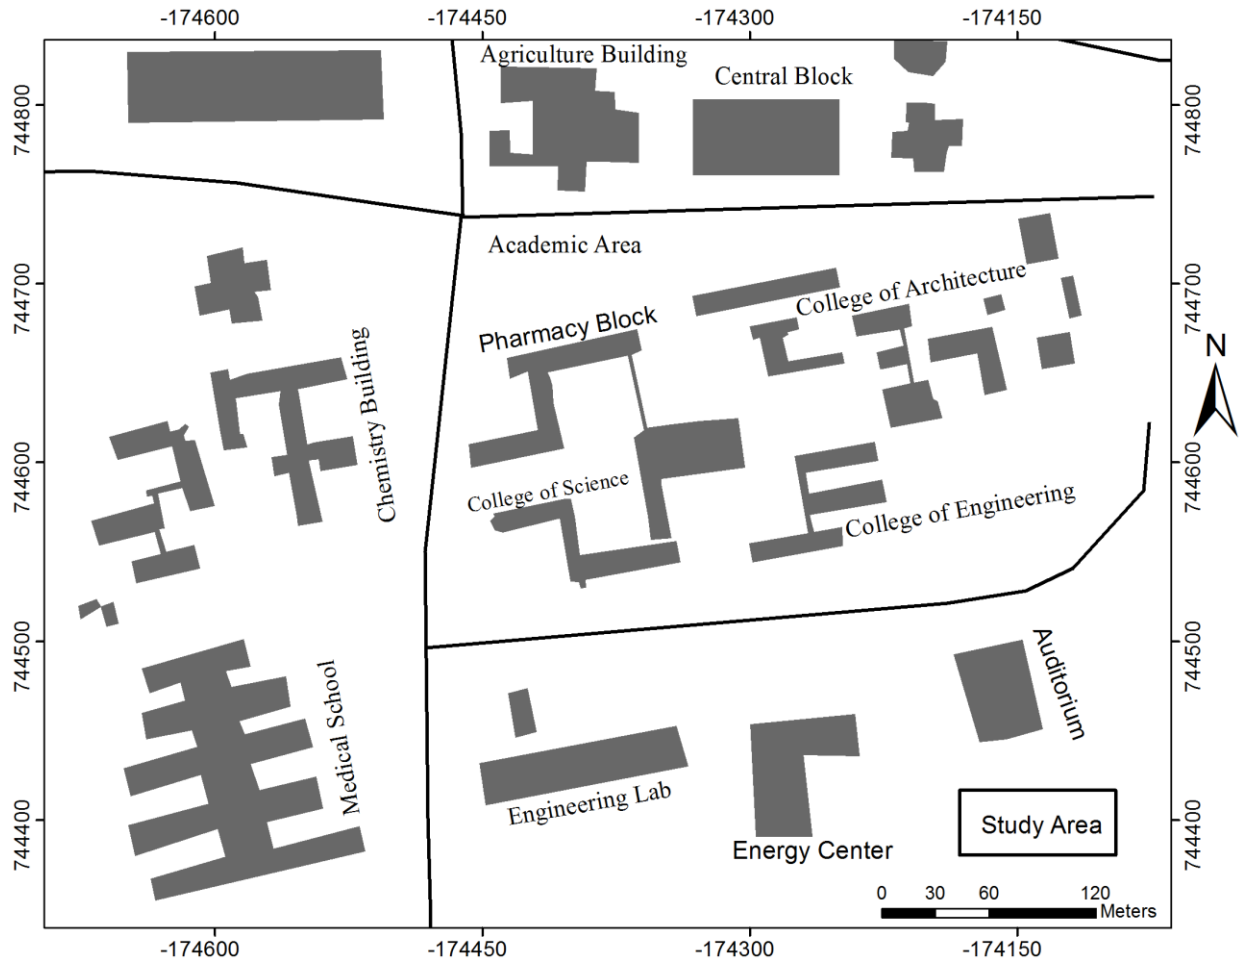 -174600 -174450 -174300 -174150
Agriculture Building
Central Block
744800 744800
Academic Area
744700 744700
College of Architecture
Pharmacy Block
Chemistry Building
744600 744600
College of Science
College of Engineering
744500 744500
Medical School
Auditorium
Engineering Lab
744400 744400
Energy Center
Study Area
N
0 30 60 120
Meters
-174600 -174450 -174300 -174150